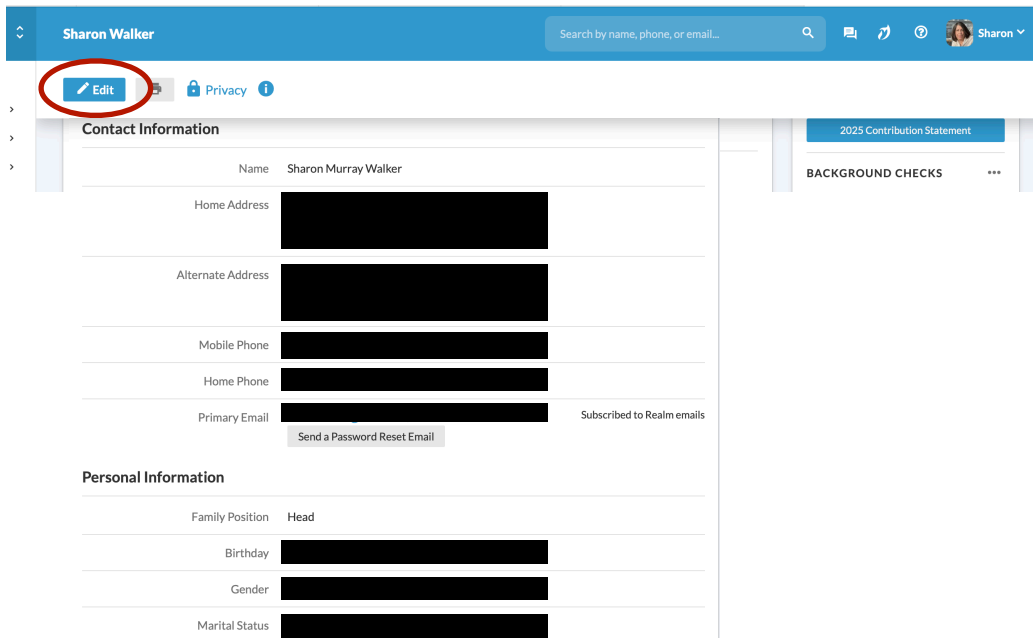 Sharon Walker
Search by name, phone, or email...
Sharon
Edit
Privacy
Contact Information
2025 Contribution Statement
Name Sharon Murray Walker
BACKGROUND CHECKS
Home Address
Alternate Address
Mobile Phone
Home Phone
Primary Email Subscribed to Realm emails
Send a Password Reset Email
Personal Information
Family Position Head
Birthday
Gender
Marital Status